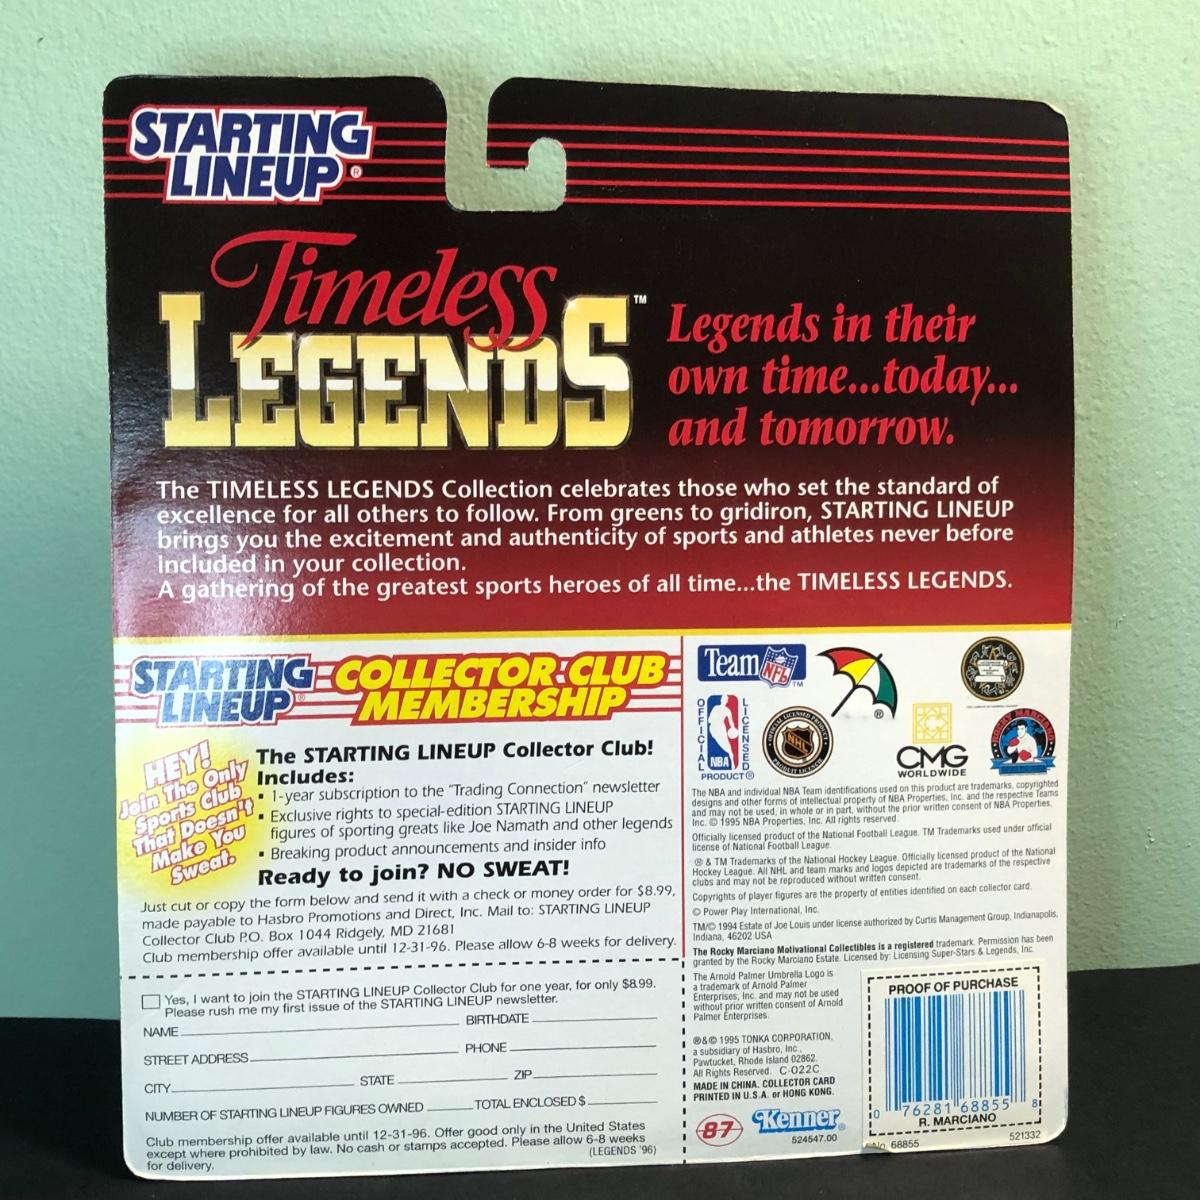 STARTING
LINEUP®
Timeless
LEGENDS™
Legends in their
own time...today...
and tomorrow.
The TIMELESS LEGENDS Collection celebrates those who set the standard of
excellence for all others to follow. From greens to gridiron, STARTING LINEUP
brings you the excitement and authenticity of sports and athletes never before
included in your collection.
A gathering of the greatest sports heroes of all time...the TIMELESS LEGENDS.
STARTING
LINEUP®
COLLECTOR CLUB
MEMBERSHIP
HEY!
Join The Only
Sports Club
That Doesn't
Make You
Sweat.
The STARTING LINEUP Collector Club!
Includes:
▪ 1-year subscription to the "Trading Connection" newsletter
▪ Exclusive rights to special-edition STARTING LINEUP
figures of sporting greats like Joe Namath and other legends
▪ Breaking product announcements and insider info
Ready to join? NO SWEAT!
Just cut or copy the form below and send it with a check or money order for $8.99,
made payable to Hasbro Promotions and Direct, Inc. Mail to: STARTING LINEUP
Collector Club P.O. Box 1044 Ridgely, MD 21681
Club membership offer available until 12-31-96. Please allow 6-8 weeks for delivery.
Yes, I want to join the STARTING LINEUP Collector Club for one year, for only $8.99.
Please rush me my first issue of the STARTING LINEUP newsletter.
NAME BIRTHDATE
STREET ADDRESS PHONE
CITY STATE ZIP
NUMBER OF STARTING LINEUP FIGURES OWNED TOTAL ENCLOSED $
Club membership offer available until 12-31-96. Offer good only in the United States
except where prohibited by law. No cash or stamps accepted. Please allow 6-8 weeks
for delivery. (LEGENDS '96)
Team NFL™
®
OFFICIAL LICENSED
NBA
PRODUCT®
OFFICIAL LICENSED PRODUCT
NHL
CMG
WORLDWIDE
ROCKY MARCIANO
The NBA and individual NBA Team identifications used on this product are trademarks, copyrighted
designs and other forms of intellectual property of NBA Properties, Inc. and the respective Teams
and may not be used, in whole or in part, without the prior written consent of NBA Properties,
Inc. © 1995 NBA Properties, Inc. All rights reserved.
Officially licensed product of the National Football League. TM Trademarks used under official
license of National Football League.
® & TM Trademarks of the National Hockey League. Officially licensed product of the National
Hockey League. All NHL and team marks and logos depicted are trademarks of the respective
clubs and may not be reproduced without written consent.
Copyrights of player figures are the property of entities identified on each collector card.
© Power Play International, Inc.
TM/© 1994 Estate of Joe Louis under license authorized by Curtis Management Group, Indianapolis,
Indiana, 46202 USA
The Rocky Marciano Motivational Collectibles is a registered trademark. Permission has been
granted by the Rocky Marciano Estate. Licensed by: Licensing Super-Stars & Legends, Inc.
The Arnold Palmer Umbrella Logo is
a trademark of Arnold Palmer
Enterprises, Inc. and may not be used
without prior written consent of Arnold
Palmer Enterprises.
®&© 1995 TONKA CORPORATION,
a subsidiary of Hasbro, Inc.,
Pawtucket, Rhode Island 02862.
All Rights Reserved. C-022C
MADE IN CHINA. COLLECTOR CARD
PRINTED IN U.S.A. or HONG KONG.
87 Kenner®
524547.00
PROOF OF PURCHASE
0 76281 68855 8
R. MARCIANO
No. 68855 521332